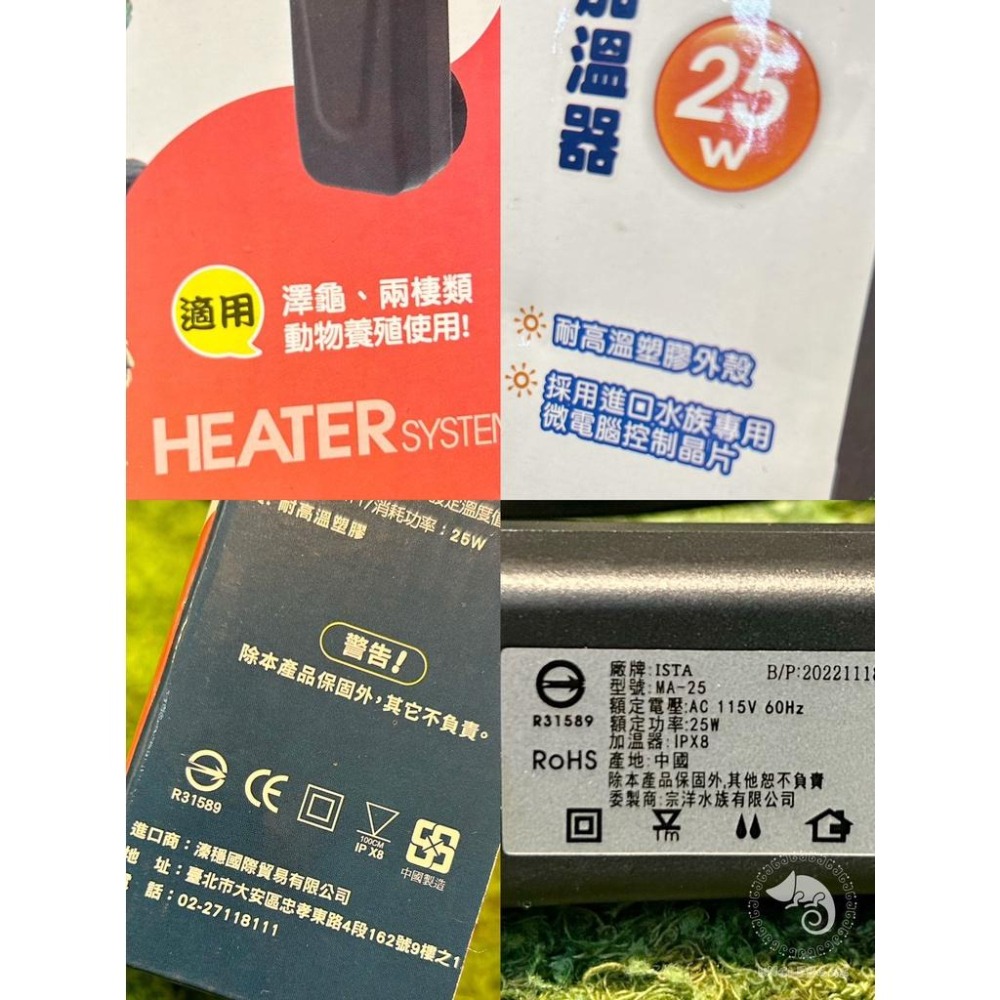 適用
澤龜、兩棲類
動物養殖使用!
HEATER SYSTEM
加溫器
25
W
耐高溫塑膠外殼
採用進口水族專用
微電腦控制晶片
/消耗功率:25W
耐高溫塑膠
警告!
除本產品保固外,其它不負責。
R31589
CE
100CM
IP X8
中國製造
進口商:溱穩國際貿易有限公司
地 址:臺北市大安區忠孝東路4段162號9樓之1
話:02-27118111
廠牌:ISTA
B/P:20221118
型號:MA-25
額定電壓:AC 115V 60Hz
R31589
額定功率:25W
加溫器:IPX8
RoHS
產地:中國
除本產品保固外,其他恕不負責
委製商:宗洋水族有限公司
m